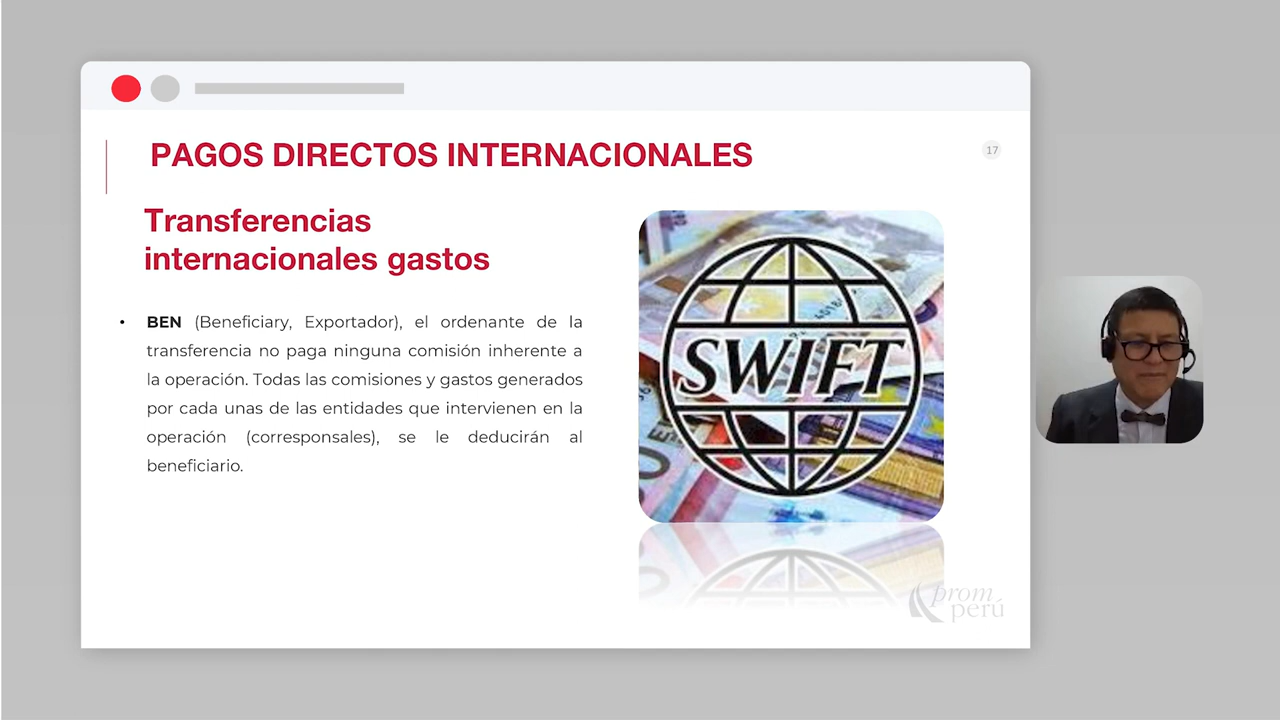 PAGOS DIRECTOS INTERNACIONALES
17
Transferencias
internacionales gastos
• BEN (Beneficiary, Exportador), el ordenante de la
transferencia no paga ninguna comisión inherente a
la operación. Todas las comisiones y gastos generados
por cada unas de las entidades que intervienen en la
operación (corresponsales), se le deducirán al
beneficiario.
SWIFT
prom
perú